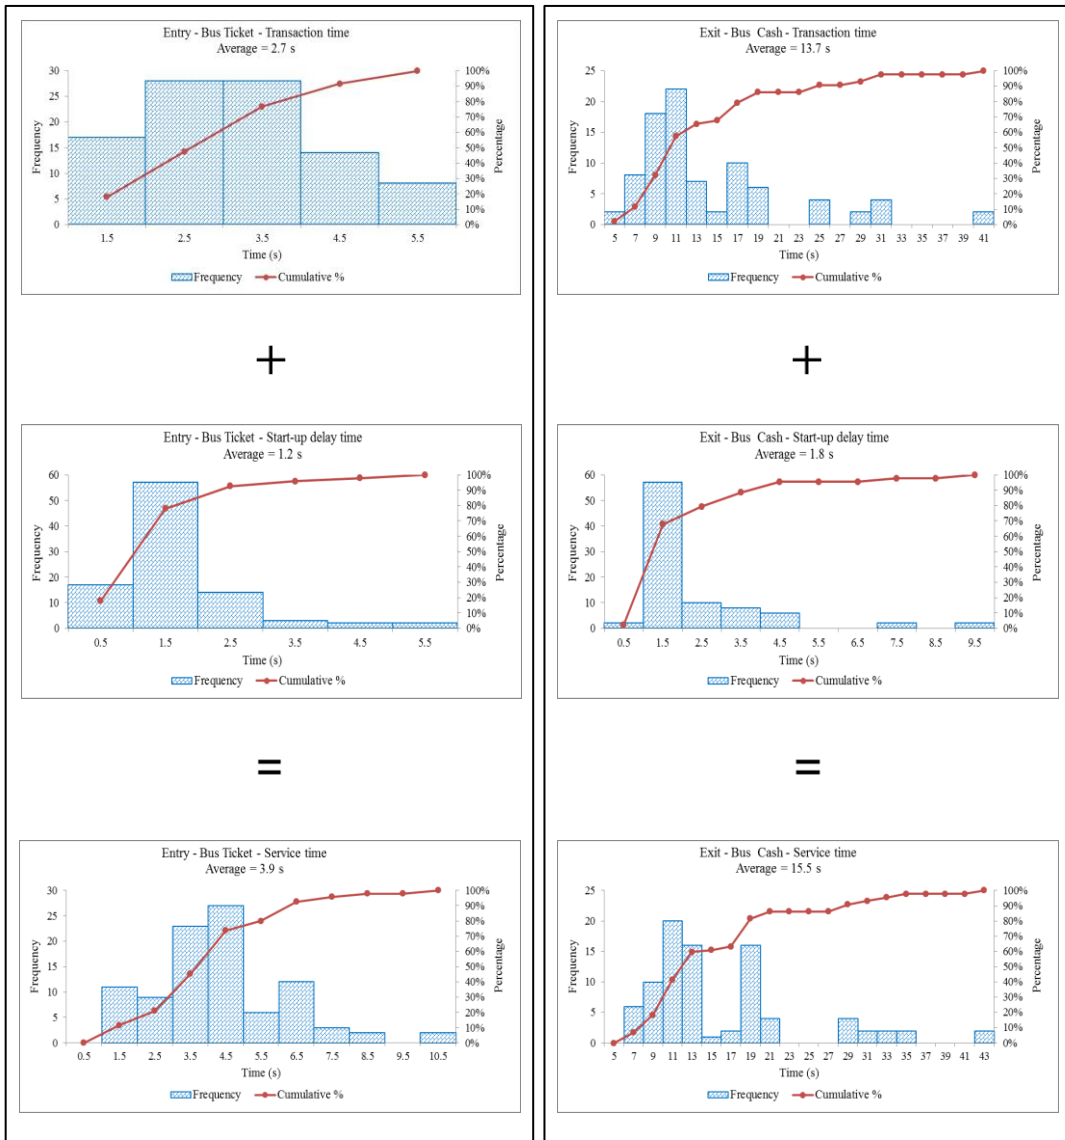 Entry - Bus Ticket - Transaction time
Average = 2.7 s
30
25
20
15
10
5
0
Frequency
100%
90%
80%
70%
60%
50%
40%
30%
20%
10%
0%
Percentage
1.5 2.5 3.5 4.5 5.5
Time (s)
Frequency Cumulative %
+
Entry - Bus Ticket - Start-up delay time
Average = 1.2 s
60
50
40
30
20
10
0
Frequency
100%
90%
80%
70%
60%
50%
40%
30%
20%
10%
0%
Percentage
0.5 1.5 2.5 3.5 4.5 5.5
Time (s)
Frequency Cumulative %
=
Entry - Bus Ticket - Service time
Average = 3.9 s
30
25
20
15
10
5
0
Frequency
100%
90%
80%
70%
60%
50%
40%
30%
20%
10%
0%
Percentage
0.5 1.5 2.5 3.5 4.5 5.5 6.5 7.5 8.5 9.5 10.5
Time (s)
Frequency Cumulative %
Exit - Bus Cash - Transaction time
Average = 13.7 s
25
20
15
10
5
0
Frequency
100%
90%
80%
70%
60%
50%
40%
30%
20%
10%
0%
Percentage
5 7 9 11 13 15 17 19 21 23 25 27 29 31 33 35 37 39 41
Time (s)
Frequency Cumulative %
+
Exit - Bus Cash - Start-up delay time
Average = 1.8 s
60
50
40
30
20
10
0
Frequency
100%
90%
80%
70%
60%
50%
40%
30%
20%
10%
0%
Percentage
0.5 1.5 2.5 3.5 4.5 5.5 6.5 7.5 8.5 9.5
Time (s)
Frequency Cumulative %
=
Exit - Bus Cash - Service time
Average = 15.5 s
25
20
15
10
5
0
Frequency
100%
90%
80%
70%
60%
50%
40%
30%
20%
10%
0%
Percentage
5 7 9 11 13 15 17 19 21 23 25 27 29 31 33 35 37 39 41 43
Time (s)
Frequency Cumulative %